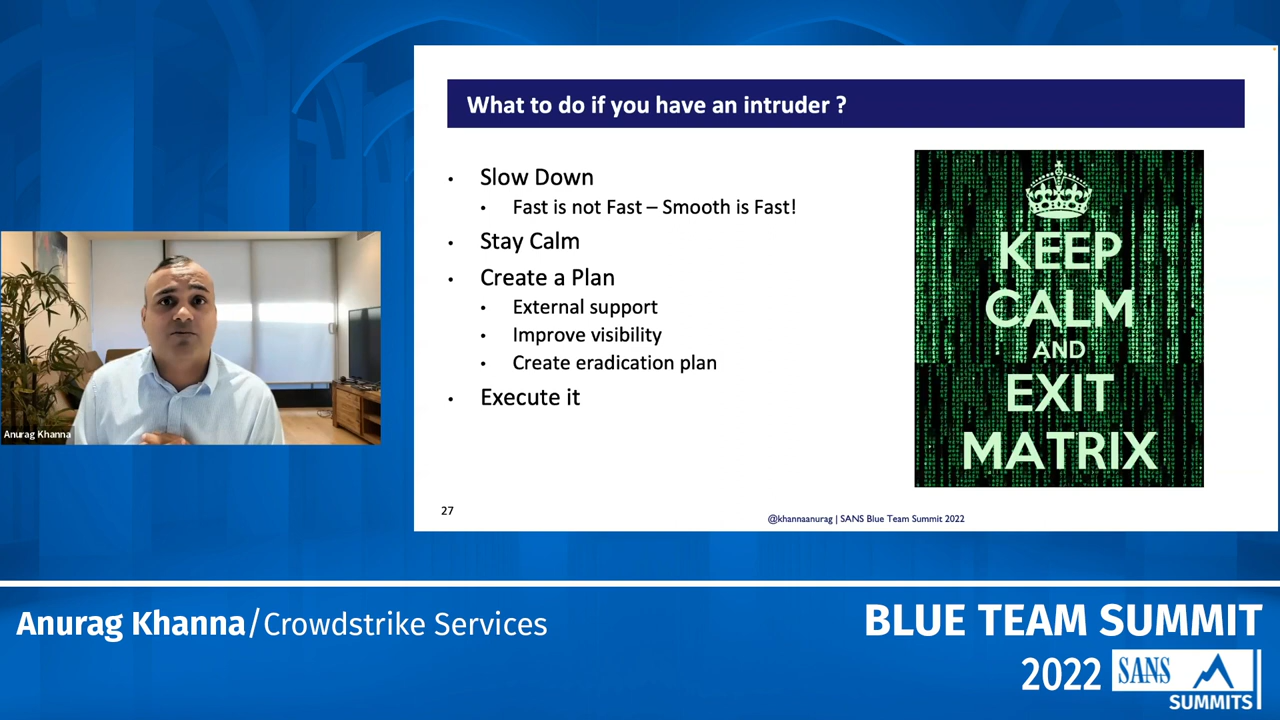 What to do if you have an intruder ?
• Slow Down
• Fast is not Fast – Smooth is Fast!
• Stay Calm
• Create a Plan
• External support
• Improve visibility
• Create eradication plan
• Execute it
KEEP
CALM
AND
EXIT
MATRIX
27
@khannaanurag | SANS Blue Team Summit 2022
Anurag Khanna
Anurag Khanna/Crowdstrike Services
BLUE TEAM SUMMIT
2022
SANS
SUMMITS